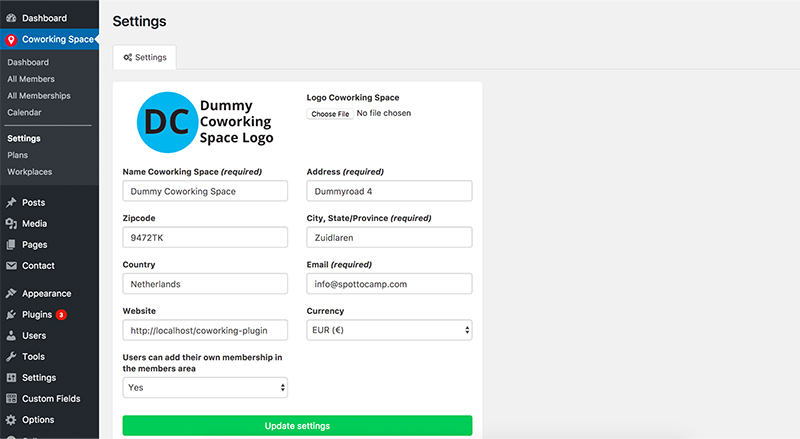 Dashboard
Coworking Space
Dashboard
All Members
All Memberships
Calendar
Settings
Plans
Workplaces
Posts
Media
Pages
Contact
Appearance
Plugins 3
Users
Tools
Settings
Custom Fields
Options
Settings
Settings
DC
Dummy
Coworking
Space Logo
Logo Coworking Space
Choose File No file chosen
Name Coworking Space (required)
Dummy Coworking Space
Address (required)
Dummyroad 4
Zipcode
9472TK
City, State/Province (required)
Zuidlaren
Country
Netherlands
Email (required)
info@spottocamp.com
Website
http://localhost/coworking-plugin
Currency
EUR (€)
Users can add their own membership in
the members area
Yes
Update settings